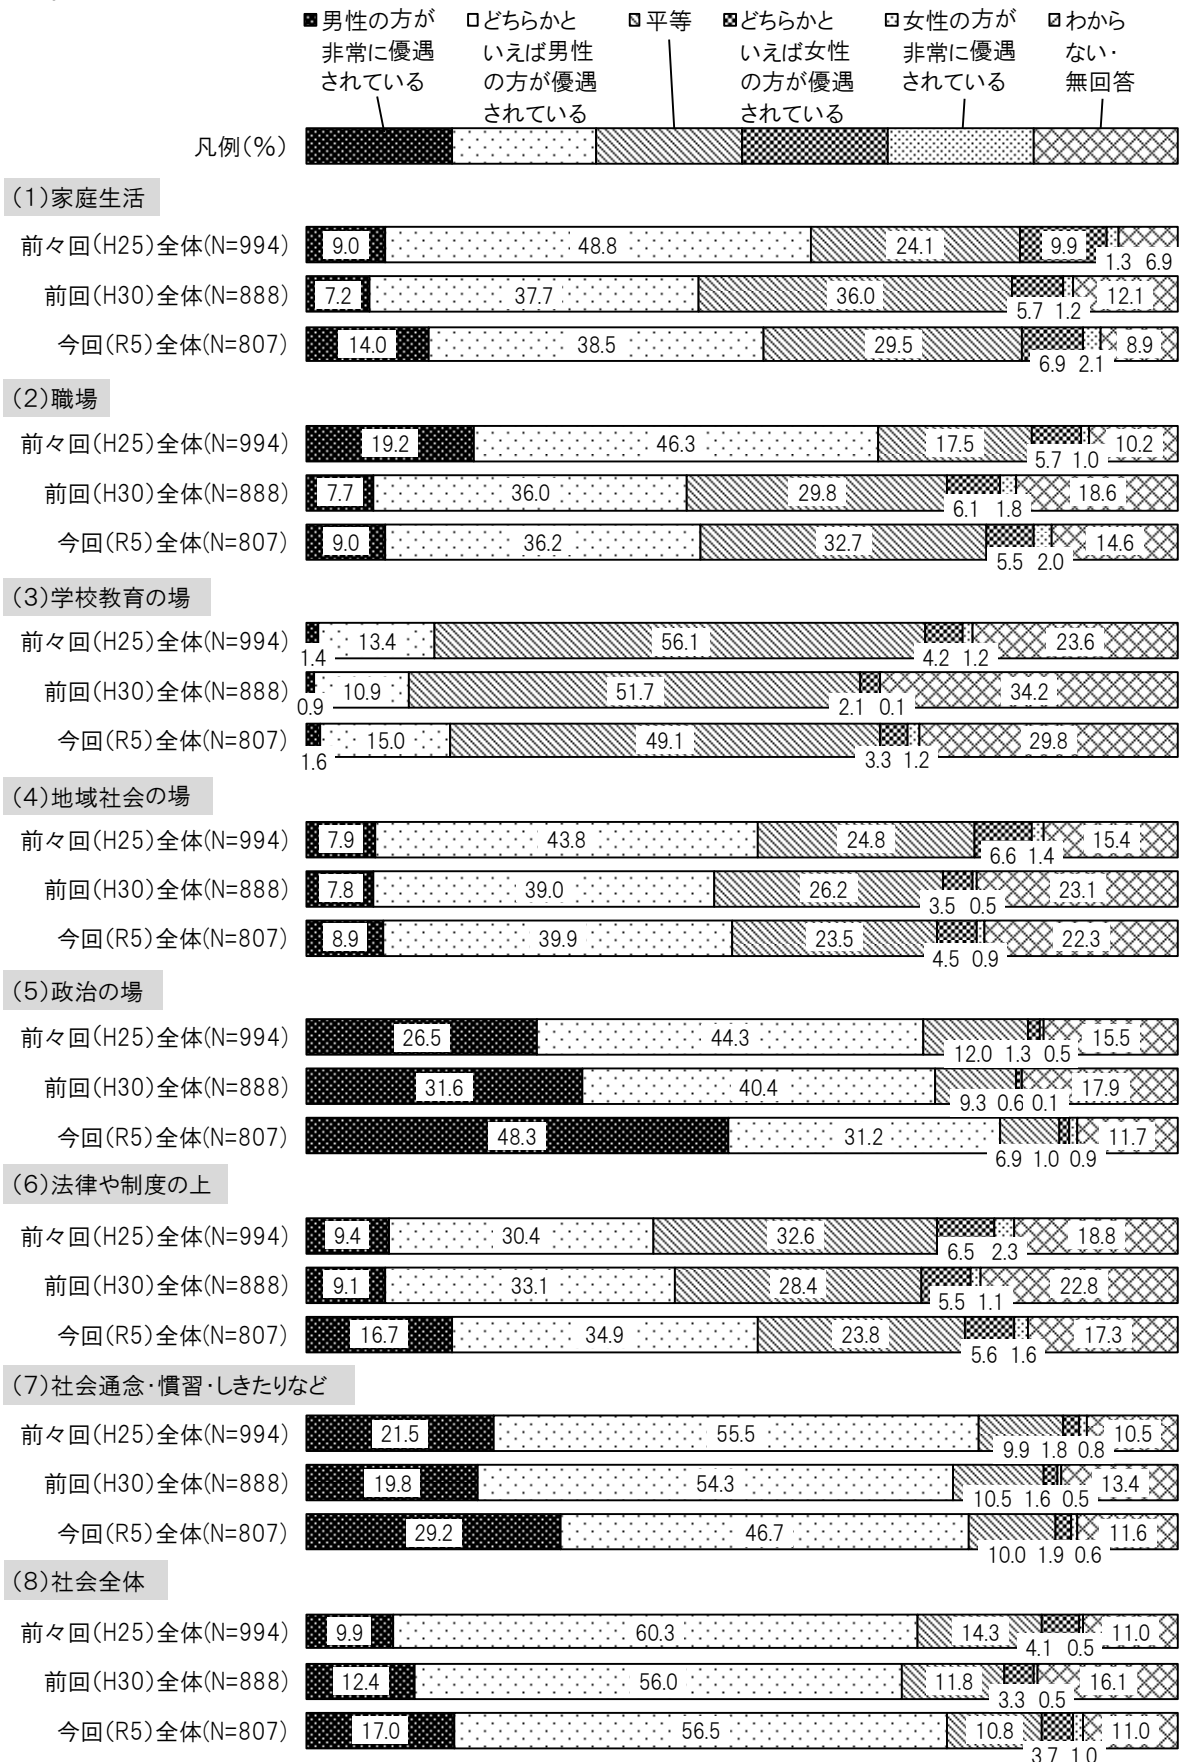 ■男性の方が
非常に優遇
されている
□どちらかと
いえば男性
の方が優遇
されている
平等
どちらかと
いえば女性
の方が優遇
されている
女性の方が
非常に優遇
されている
わから
ない・
無回答
凡例(%)
(1)家庭生活
前々回(H25)全体(N=994) 9.0 48.8 24.1 9.9 1.3 6.9
前回(H30)全体(N=888) 7.2 37.7 36.0 5.7 1.2 12.1
今回(R5)全体(N=807) 14.0 38.5 29.5 6.9 2.1 8.9
(2)職場
前々回(H25)全体(N=994) 19.2 46.3 17.5 5.7 1.0 10.2
前回(H30)全体(N=888) 7.7 36.0 29.8 6.1 1.8 18.6
今回(R5)全体(N=807) 9.0 36.2 32.7 5.5 2.0 14.6
(3)学校教育の場
前々回(H25)全体(N=994) 1.4 13.4 56.1 4.2 1.2 23.6
前回(H30)全体(N=888) 0.9 10.9 51.7 2.1 0.1 34.2
今回(R5)全体(N=807) 1.6 15.0 49.1 3.3 1.2 29.8
(4)地域社会の場
前々回(H25)全体(N=994) 7.9 43.8 24.8 6.6 1.4 15.4
前回(H30)全体(N=888) 7.8 39.0 26.2 3.5 0.5 23.1
今回(R5)全体(N=807) 8.9 39.9 23.5 4.5 0.9 22.3
(5)政治の場
前々回(H25)全体(N=994) 26.5 44.3 12.0 1.3 0.5 15.5
前回(H30)全体(N=888) 31.6 40.4 9.3 0.6 0.1 17.9
今回(R5)全体(N=807) 48.3 31.2 6.9 1.0 0.9 11.7
(6)法律や制度の上
前々回(H25)全体(N=994) 9.4 30.4 32.6 6.5 2.3 18.8
前回(H30)全体(N=888) 9.1 33.1 28.4 5.5 1.1 22.8
今回(R5)全体(N=807) 16.7 34.9 23.8 5.6 1.6 17.3
(7)社会通念・慣習・しきたりなど
前々回(H25)全体(N=994) 21.5 55.5 9.9 1.8 0.8 10.5
前回(H30)全体(N=888) 19.8 54.3 10.5 1.6 0.5 13.4
今回(R5)全体(N=807) 29.2 46.7 10.0 1.9 0.6 11.6
(8)社会全体
前々回(H25)全体(N=994) 9.9 60.3 14.3 4.1 0.5 11.0
前回(H30)全体(N=888) 12.4 56.0 11.8 3.3 0.5 16.1
今回(R5)全体(N=807) 17.0 56.5 10.8 3.7 1.0 11.0